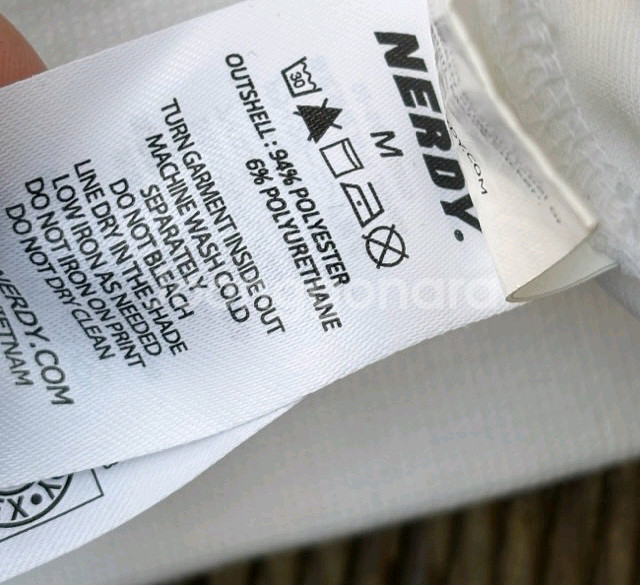 NERDY.
M
30
OUTSHELL : 94% POLYESTER
6% POLYURETHANE
TURN GARMENT INSIDE OUT
MACHINE WASH COLD
SEPARATELY
DO NOT BLEACH
LINE DRY IN THE SHADE
LOW IRON AS NEEDED
DO NOT IRON ON PRINT
DO NOT DRY CLEAN
NERDY.COM